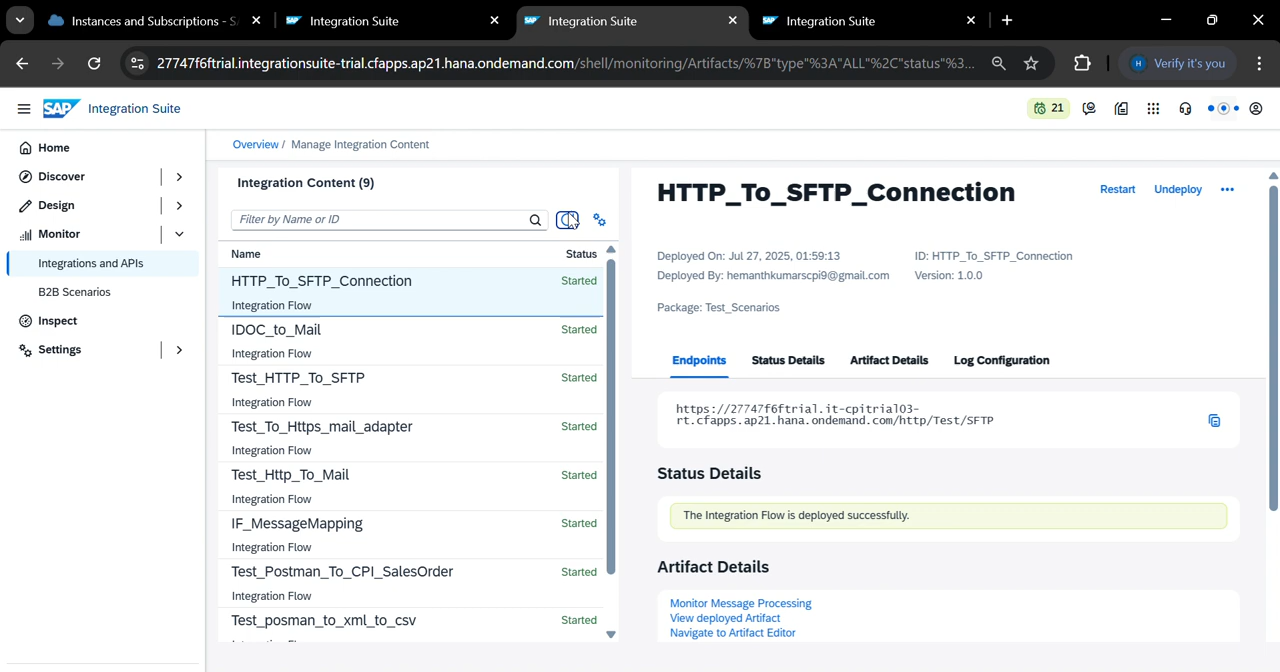 Instances and Subscriptions - S
Integration Suite
Integration Suite
Integration Suite
27747f6ftrial.integrationsuite-trial.cfapps.ap21.hana.ondemand.com/shell/monitoring/Artifacts/%7B"type"%3A"ALL"%2C"status"%3...
H
Verify it's you
SAP
Integration Suite
21
Home
Discover
Design
Monitor
Integrations and APIs
B2B Scenarios
Inspect
Settings
Overview / Manage Integration Content
Integration Content (9)
Filter by Name or ID
Name
Status
HTTP_To_SFTP_Connection
Started
Integration Flow
IDOC_to_Mail
Started
Integration Flow
Test_HTTP_To_SFTP
Started
Integration Flow
Test_To_Https_mail_adapter
Started
Integration Flow
Test_Http_To_Mail
Started
Integration Flow
IF_MessageMapping
Started
Integration Flow
Test_Postman_To_CPI_SalesOrder
Started
Integration Flow
Test_posman_to_xml_to_csv
Started
HTTP_To_SFTP_Connection
Restart
Undeploy
Deployed On: Jul 27, 2025, 01:59:13
ID: HTTP_To_SFTP_Connection
Deployed By: hemanthkumarscpi9@gmail.com
Version: 1.0.0
Package: Test_Scenarios
Endpoints
Status Details
Artifact Details
Log Configuration
https://27747f6ftrial.it-cpitrial03-
rt.cfapps.ap21.hana.ondemand.com/http/Test/SFTP
Status Details
The Integration Flow is deployed successfully.
Artifact Details
Monitor Message Processing
View deployed Artifact
Navigate to Artifact Editor